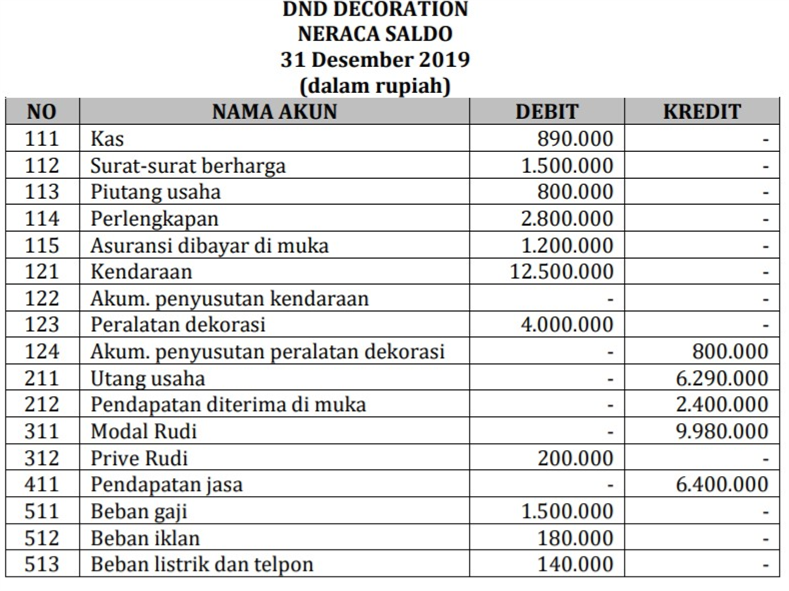 DND DECORATION
NERACA SALDO
31 Desember 2019
(dalam rupiah)
NO NAMA AKUN DEBIT KREDIT
111 Kas 890.000 -
112 Surat-surat berharga 1.500.000 -
113 Piutang usaha 800.000 -
114 Perlengkapan 2.800.000 -
115 Asuransi dibayar di muka 1.200.000 -
121 Kendaraan 12.500.000 -
122 Akum. penyusutan kendaraan - -
123 Peralatan dekorasi 4.000.000 -
124 Akum. penyusutan peralatan dekorasi - 800.000
211 Utang usaha - 6.290.000
212 Pendapatan diterima di muka - 2.400.000
311 Modal Rudi - 9.980.000
312 Prive Rudi 200.000 -
411 Pendapatan jasa - 6.400.000
511 Beban gaji 1.500.000 -
512 Beban iklan 180.000 -
513 Beban listrik dan telpon 140.000 -